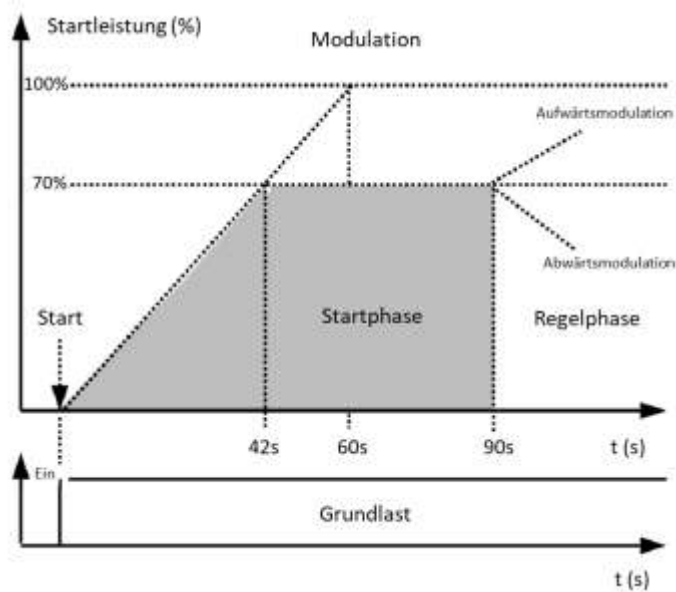 Startleistung (%)
Modulation
100%
Aufwärtsmodulation
70%
Abwärtsmodulation
Start
Startphase
Regelphase
42s
60s
90s
t (s)
Ein
Grundlast
t (s)